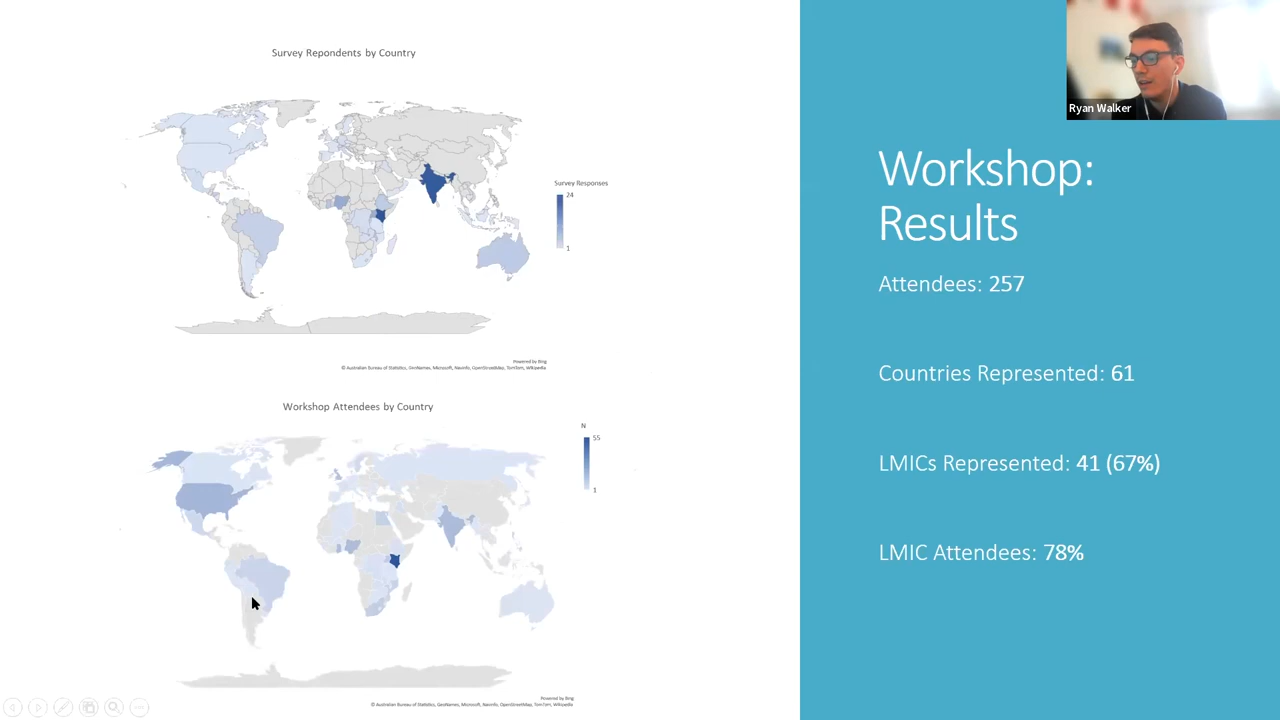 Survey Repondents by Country
Survey Responses
24
1
Powered by Bing
© Australian Bureau of Statistics, GeoNames, Microsoft, Navinfo, OpenStreetMap, TomTom, Wikipedia
Workshop Attendees by Country
N
55
1
Powered by Bing
© Australian Bureau of Statistics, GeoNames, Microsoft, Navinfo, OpenStreetMap, TomTom, Wikipedia
Ryan Walker
Workshop:
Results
Attendees: 257
Countries Represented: 61
LMICs Represented: 41 (67%)
LMIC Attendees: 78%